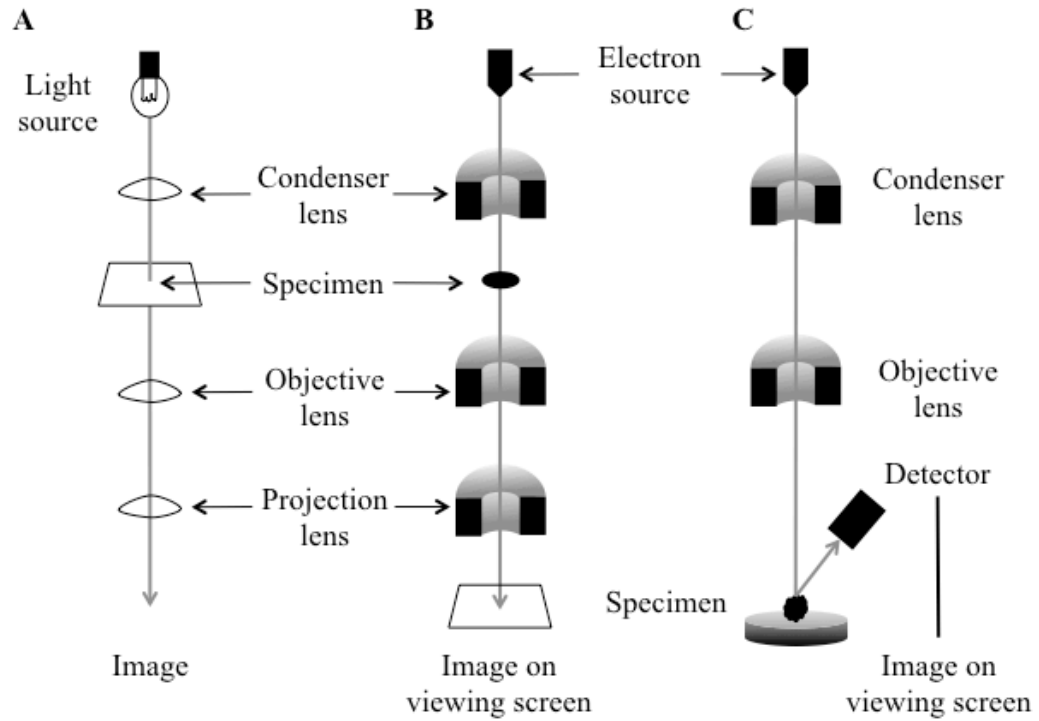 A
B
C
Light
source
Electron
source
Condenser
lens
Condenser
lens
Specimen
Objective
lens
Objective
lens
Projection
lens
Detector
Specimen
Image
Image on
viewing screen
Image on
viewing screen